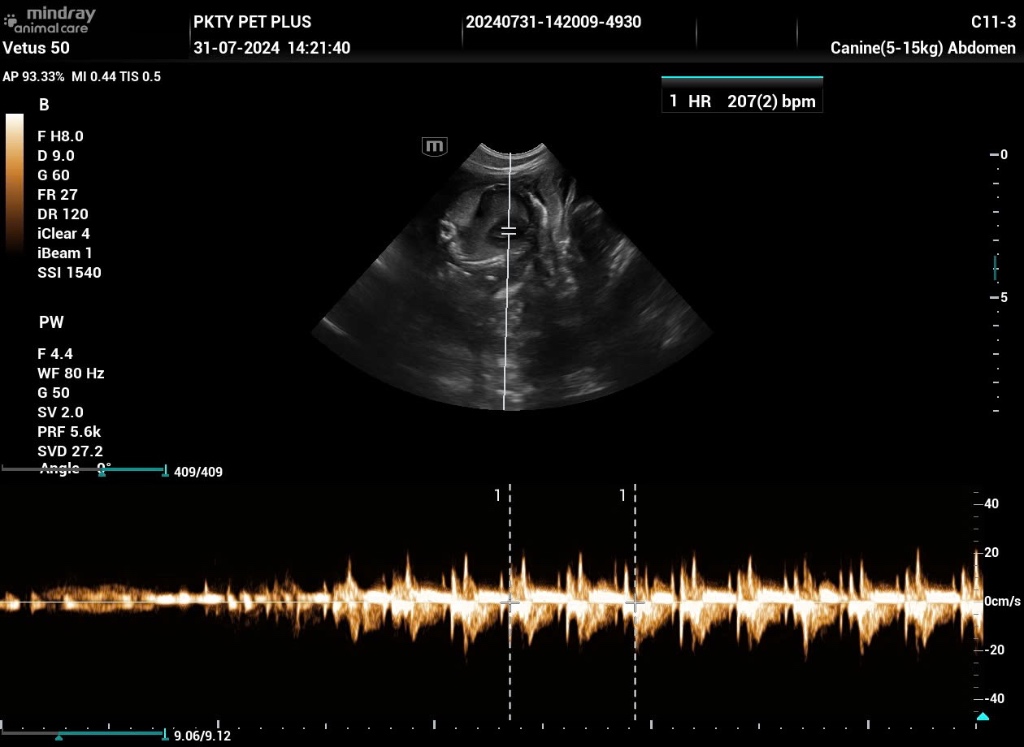 mindray
animalcare
PKTY PET PLUS
20240731-142009-4930
C11-3
Vetus 50
31-07-2024 14:21:40
Canine(5-15kg) Abdomen
AP 93.33% MI 0.44 TIS 0.5
1 HR 207(2) bpm
B
F H8.0
D 9.0
G 60
FR 27
DR 120
iClear 4
iBeam 1
SSI 1540
m
0
5
PW
F 4.4
WF 80 Hz
G 50
SV 2.0
PRF 5.6k
SVD 27.2
Angle 0°
409/409
1
1
40
20
0cm/s
-20
-40
9.06/9.12